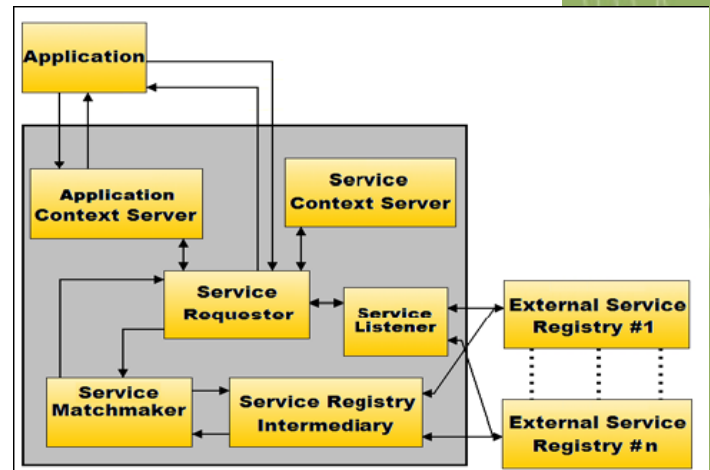 Application
Application
Context Server
Service
Context Server
Service
Requestor
Service
Listener
External Service
Registry #1
Service
Matchmaker
Service Registry
Intermediary
External Service
Registry #n